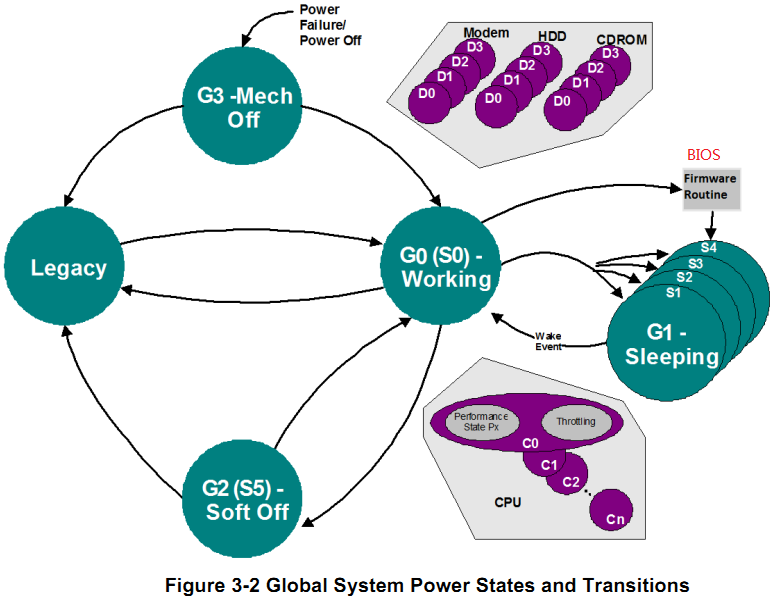 Power
Failure/
Power Off
G3 -Mech
Off
Modem
HDD
CDROM
D3
D2
D1
D0
D3
D2
D1
D0
D3
D2
D1
D0
BIOS
Firmware
Routine
Legacy
G0 (S0) -
Working
S4
S3
S2
S1
G1 -
Sleeping
Wake
Event
G2 (S5) -
Soft Off
Performance
State Px
Throttling
C0
C1
C2
Cn
CPU
Figure 3-2 Global System Power States and Transitions